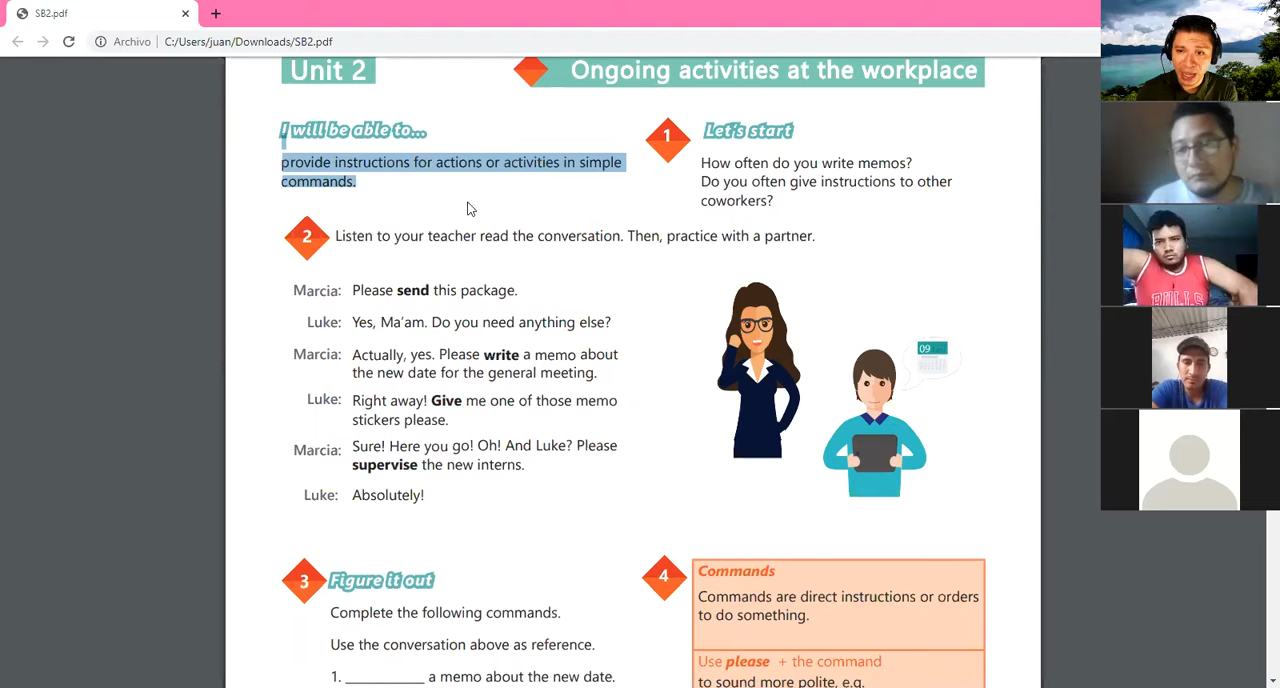 SB2.pdf
Archivo
C:/Users/juan/Downloads/SB2.pdf
Unit 2
Ongoing activities at the workplace
I will be able to...
provide instructions for actions or activities in simple
commands.
1
Let's start
How often do you write memos?
Do you often give instructions to other
coworkers?
2
Listen to your teacher read the conversation. Then, practice with a partner.
Marcia: Please send this package.
Luke: Yes, Ma'am. Do you need anything else?
Marcia: Actually, yes. Please write a memo about
the new date for the general meeting.
Luke: Right away! Give me one of those memo
stickers please.
Marcia: Sure! Here you go! Oh! And Luke? Please
supervise the new interns.
Luke: Absolutely!
09
3
Figure it out
Complete the following commands.
Use the conversation above as reference.
1. ____________ a memo about the new date.
4
Commands
Commands are direct instructions or orders
to do something.
Use please + the command
to sound more polite, e.g.
BULLS